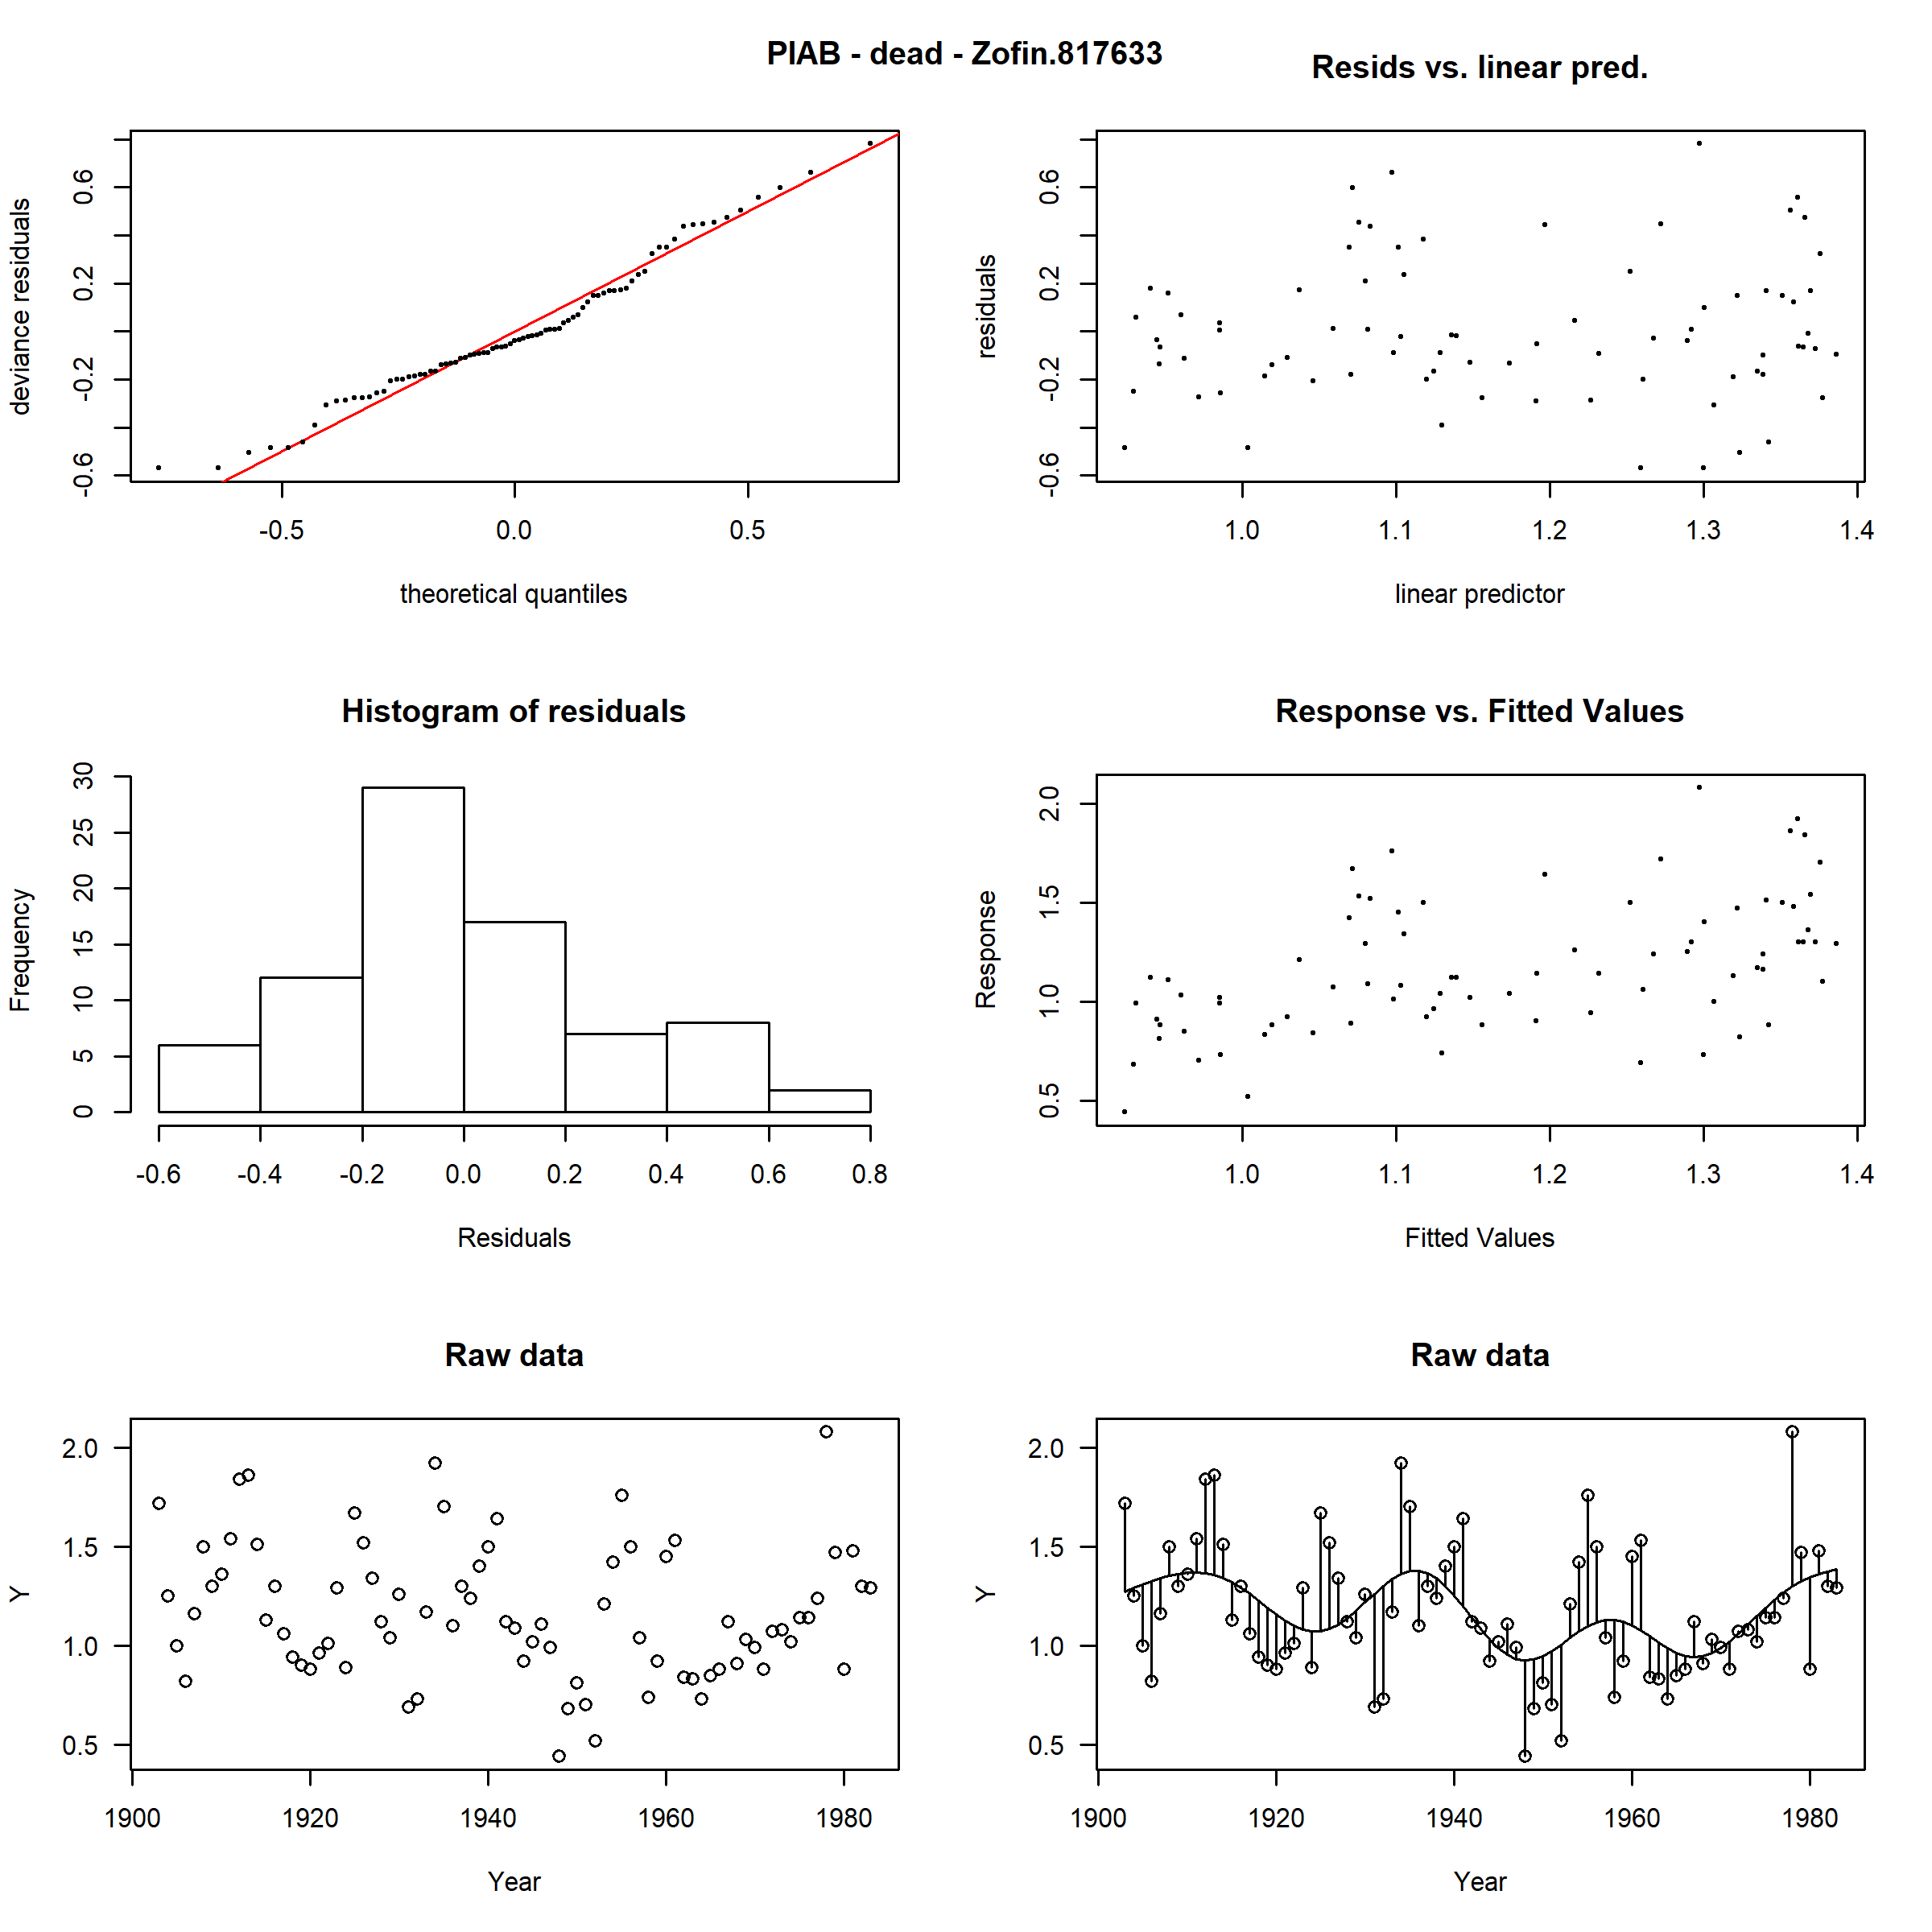 PIAB - dead - Zofin.817633
deviance residuals
-0.6 -0.2 0.2 0.6
-0.5 0.0 0.5
theoretical quantiles
Resids vs. linear pred.
residuals
-0.6 -0.2 0.2 0.6
1.0 1.1 1.2 1.3 1.4
linear predictor
Histogram of residuals
Frequency
0 5 10 15 20 25 30
-0.6 -0.4 -0.2 0.0 0.2 0.4 0.6 0.8
Residuals
Response vs. Fitted Values
Response
0.5 1.0 1.5 2.0
1.0 1.1 1.2 1.3 1.4
Fitted Values
Raw data
Y
2.0
1.5
1.0
0.5
1900 1920 1940 1960 1980
Year
Raw data
Y
2.0
1.5
1.0
0.5
1900 1920 1940 1960 1980
Year